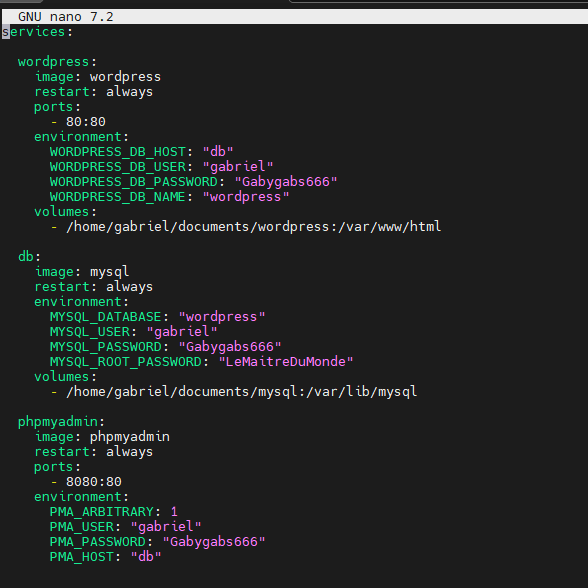 GNU nano 7.2
services:
wordpress:
image: wordpress
restart: always
ports:
- 80:80
environment:
WORDPRESS_DB_HOST: "db"
WORDPRESS_DB_USER: "gabriel"
WORDPRESS_DB_PASSWORD: "Gabygabs666"
WORDPRESS_DB_NAME: "wordpress"
volumes:
- /home/gabriel/documents/wordpress:/var/www/html
db:
image: mysql
restart: always
environment:
MYSQL_DATABASE: "wordpress"
MYSQL_USER: "gabriel"
MYSQL_PASSWORD: "Gabygabs666"
MYSQL_ROOT_PASSWORD: "LeMaitreDuMonde"
volumes:
- /home/gabriel/documents/mysql:/var/lib/mysql
phpmyadmin:
image: phpmyadmin
restart: always
ports:
- 8080:80
environment:
PMA_ARBITRARY: 1
PMA_USER: "gabriel"
PMA_PASSWORD: "Gabygabs666"
PMA_HOST: "db"